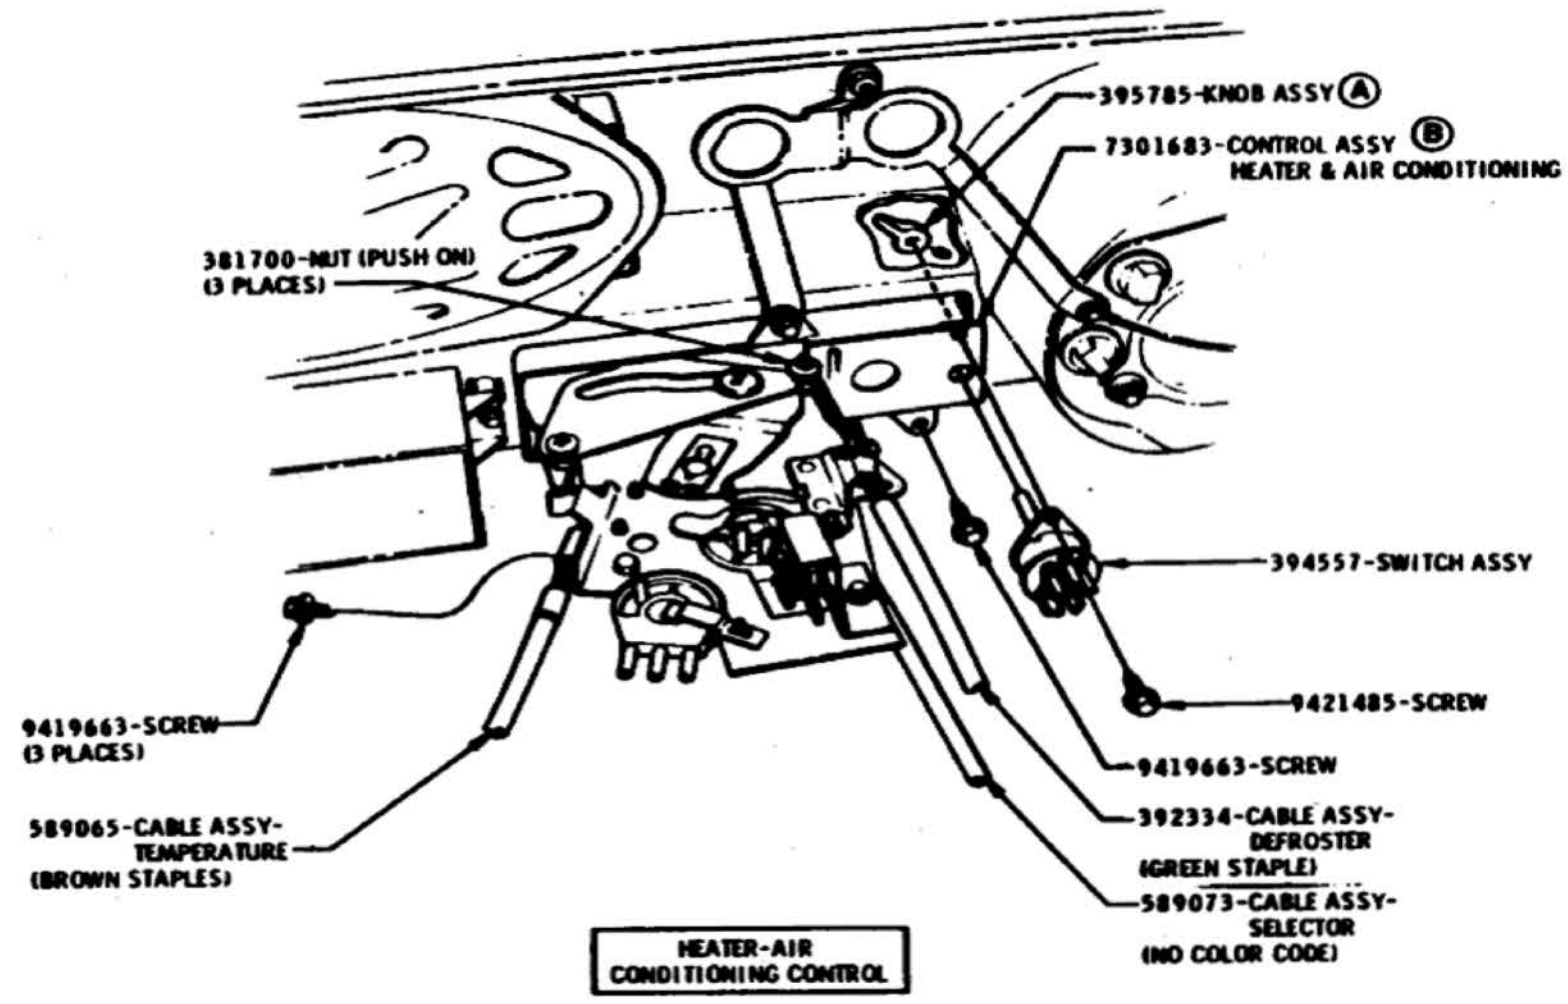 395785-KNOB ASSY A
7301683-CONTROL ASSY B
HEATER & AIR CONDITIONING
381700-NUT (PUSH ON)
(3 PLACES)
394557-SWITCH ASSY
9421485-SCREW
9419663-SCREW
(3 PLACES)
9419663-SCREW
589065-CABLE ASSY-
TEMPERATURE
(BROWN STAPLES)
392334-CABLE ASSY-
DEFROSTER
(GREEN STAPLE)
589073-CABLE ASSY-
SELECTOR
(NO COLOR CODE)
HEATER-AIR
CONDITIONING CONTROL